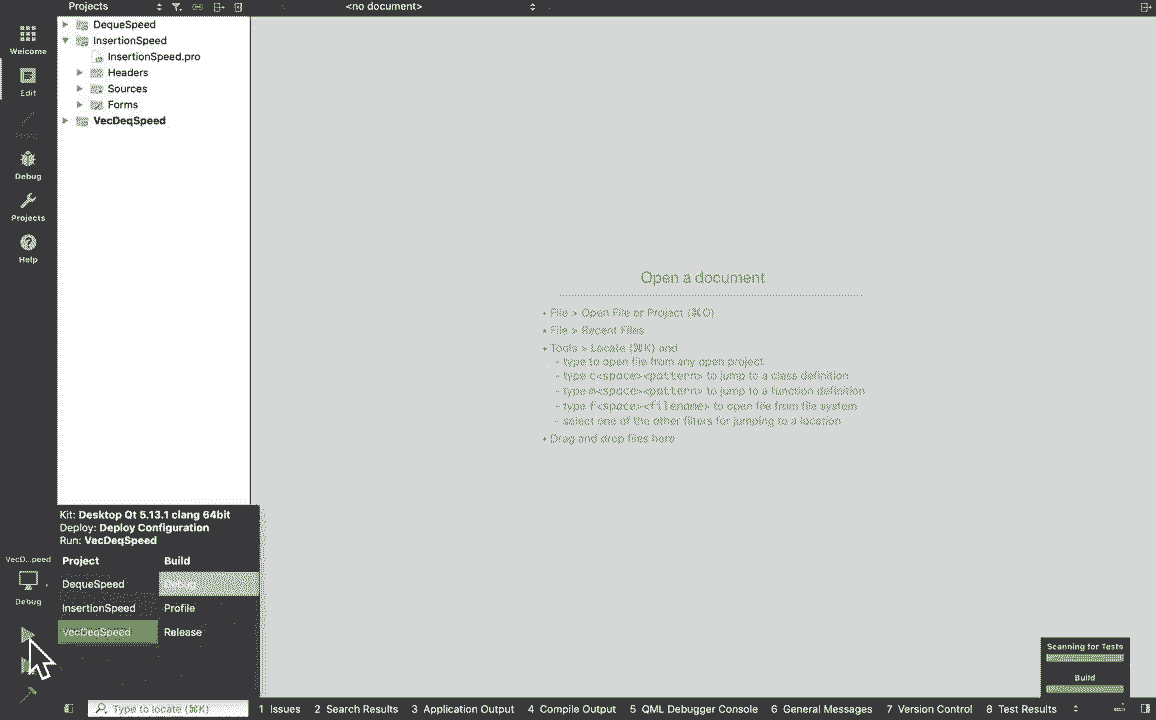 Projects
<no document>
Welcome
Edit
Debug
Projects
Help
DequeSpeed
InsertionSpeed
InsertionSpeed.pro
Headers
Sources
Forms
VecDeqSpeed
Open a document
• File > Open File or Project (⌘O)
• File > Recent Files
• Tools > Locate (⌘K) and
- type to open file from any open project
- type c<space><pattern> to jump to a class definition
- type m<space><pattern> to jump to a function definition
- type f<space><filename> to open file from file system
- select one of the other filters for jumping to a location
• Drag and drop files here
Kit: Desktop Qt 5.13.1 clang 64bit
Deploy: Deploy Configuration
Run: VecDeqSpeed
VecD...peed
Debug
Project Build
DequeSpeed Debug
InsertionSpeed Profile
VecDeqSpeed Release
Scanning for Tests
Build
Type to locate (⌘K)
1 Issues 2 Search Results 3 Application Output 4 Compile Output 5 QML Debugger Console 6 General Messages 7 Version Control 8 Test Results